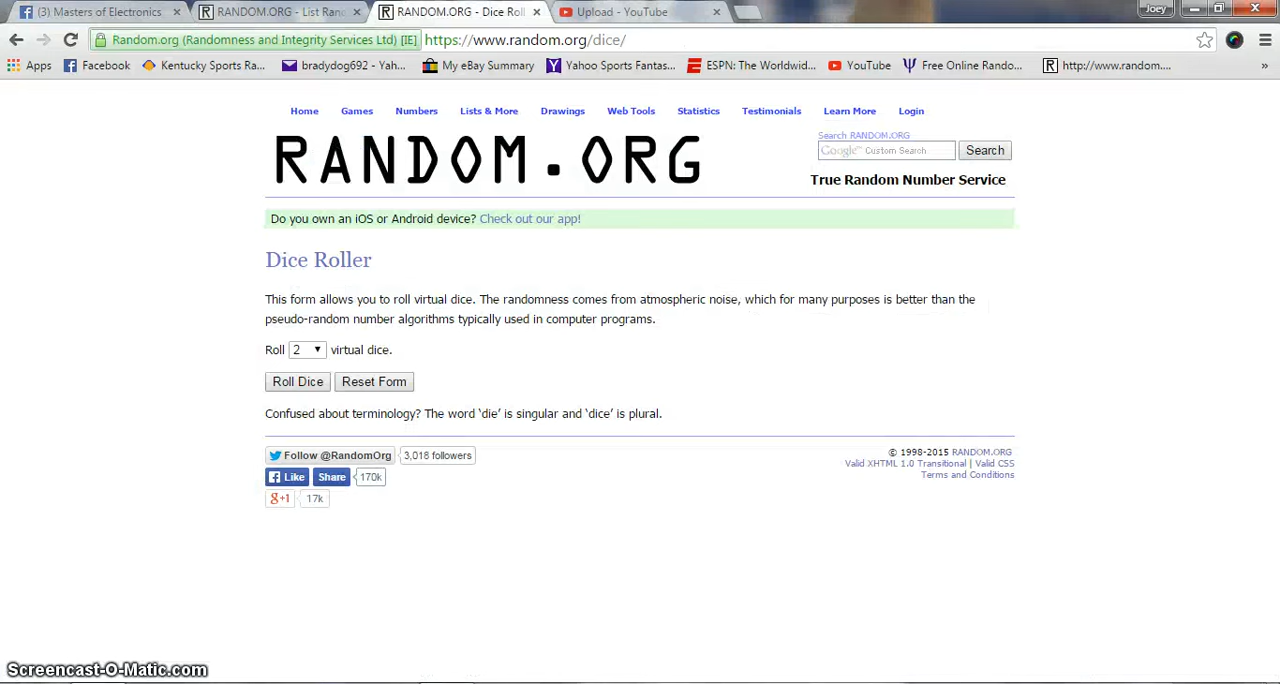 (3) Masters of Electronics
RANDOM.ORG - List Ran
RANDOM.ORG - Dice Rol
Upload - YouTube
Joey
Random.org (Randomness and Integrity Services Ltd) [IE]
https://www.random.org/dice/
Apps
Facebook
Kentucky Sports Ra...
bradydog692 - Yah...
My eBay Summary
Yahoo Sports Fantas...
ESPN: The Worldwid...
YouTube
Free Online Rando...
http://www.random....
»
Home Games Numbers Lists & More Drawings Web Tools Statistics Testimonials Learn More Login
RANDOM.ORG
Search RANDOM.ORG
Google™ Custom Search
Search
True Random Number Service
Do you own an iOS or Android device? Check out our app!
Dice Roller
This form allows you to roll virtual dice. The randomness comes from atmospheric noise, which for many purposes is better than the
pseudo-random number algorithms typically used in computer programs.
Roll 2 virtual dice.
Roll Dice Reset Form
Confused about terminology? The word ‘die’ is singular and ‘dice’ is plural.
Follow @RandomOrg 3,018 followers
Like Share 170k
g+1 17k
© 1998-2015 RANDOM.ORG
Valid XHTML 1.0 Transitional | Valid CSS
Terms and Conditions
Screencast-O-Matic.com